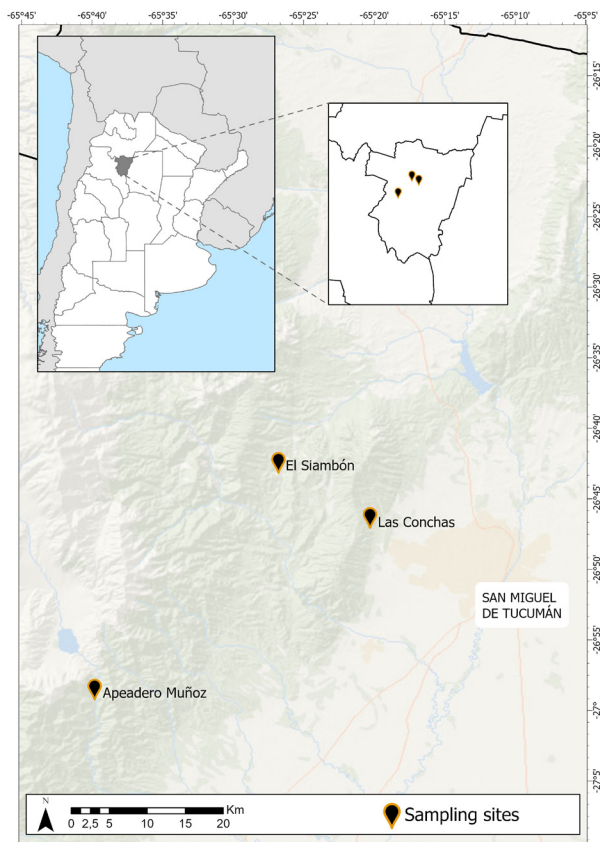 -65°45' -65°40' -65°35' -65°30' -65°25' -65°20' -65°15' -65°10' -65°5'
-26°15'
-26°20'
-26°25'
-26°30'
-26°35'
-26°40'
-26°45'
-26°50'
-26°55'
-27°
-27°5'
El Siambón
Las Conchas
SAN MIGUEL
DE TUCUMÁN
Apeadero Muñoz
N
Km
0 2,5 5 10 15 20
Sampling sites